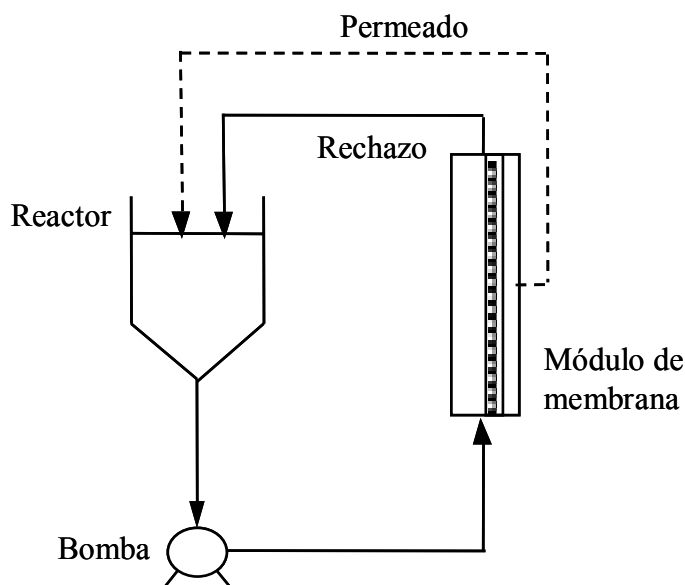 Permeado
Rechazo
Reactor
Módulo de
membrana
Bomba